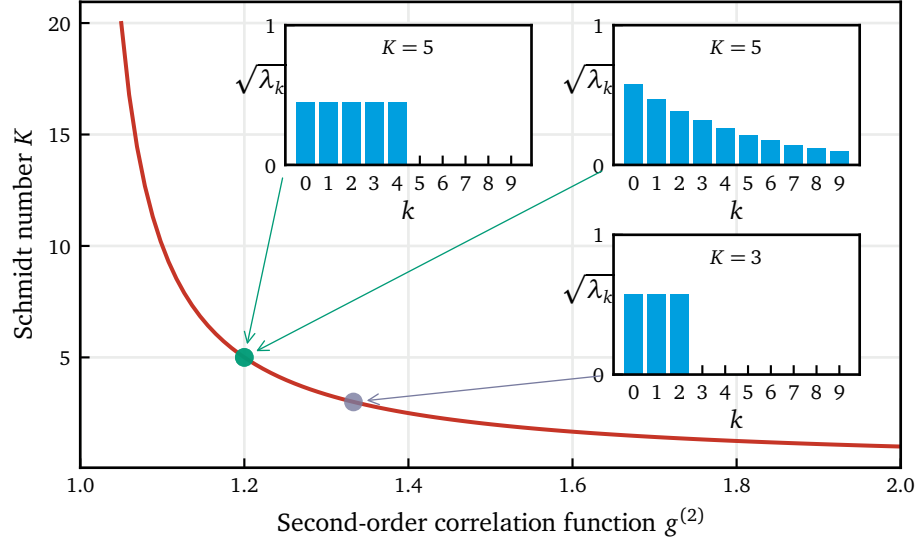 Schmidt number K
20
15
10
5
1.0 1.2 1.4 1.6 1.8 2.0
Second-order correlation function g^{(2)}
1
K = 5
√λ_k
0
0 1 2 3 4 5 6 7 8 9
k
1
K = 5
√λ_k
0
0 1 2 3 4 5 6 7 8 9
k
1
K = 3
√λ_k
0
0 1 2 3 4 5 6 7 8 9
k